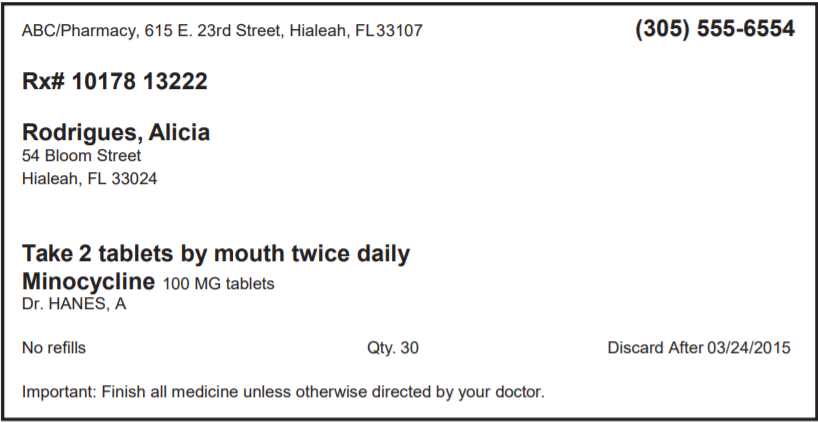 ABC/Pharmacy, 615 E. 23rd Street, Hialeah, FL33107 (305) 555-6554
Rx# 10178 13222
Rodrigues, Alicia
54 Bloom Street
Hialeah, FL 33024
Take 2 tablets by mouth twice daily
Minocycline 100 MG tablets
Dr. HANES, A
No refills Qty. 30 Discard After 03/24/2015
Important: Finish all medicine unless otherwise directed by your doctor.